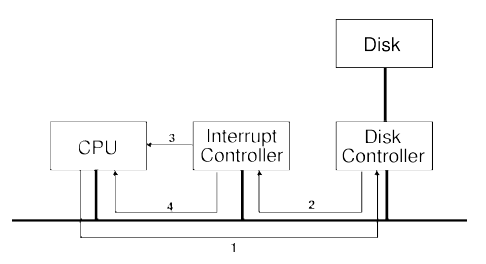 Disk
CPU
3
Interrupt
Controller
Disk
Controller
4
2
1